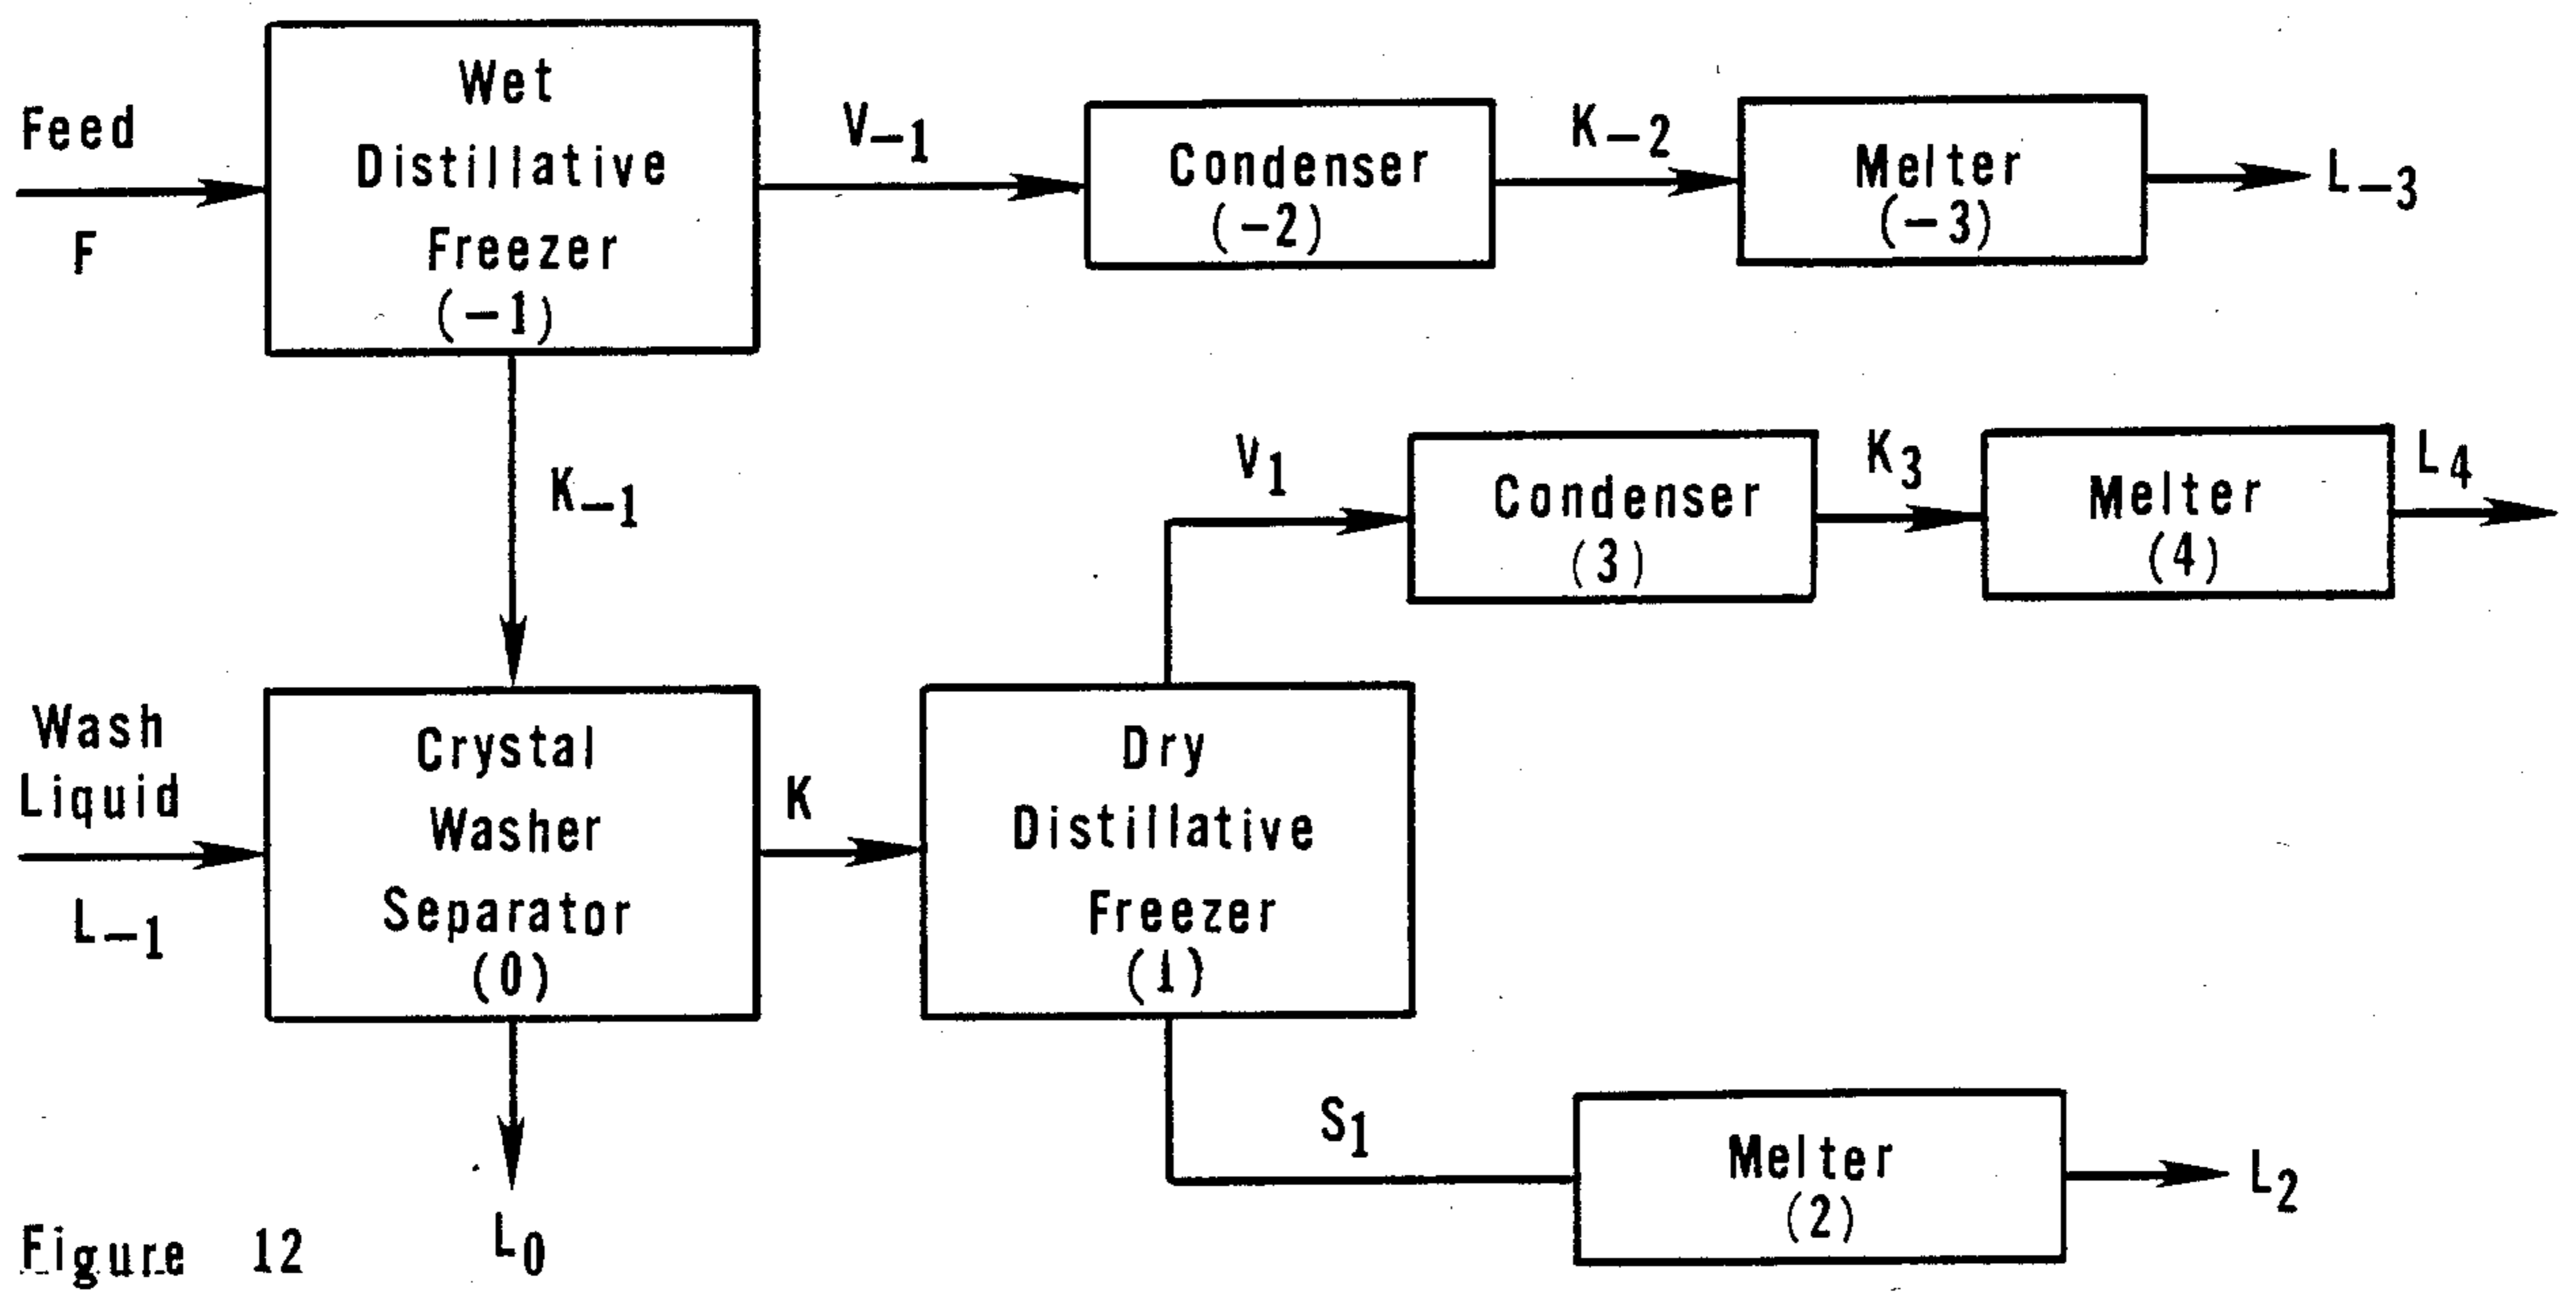 Feed
F
Wet
Distillative
Freezer
(-1)
V-1
Condenser
(-2)
K-2
Melter
(-3)
L-3
K-1
Wash
Liquid
L-1
Crystal
Washer
Separator
(0)
L0
K
Dry
Distillative
Freezer
(1)
V1
Condenser
(3)
K3
Melter
(4)
L4
S1
Melter
(2)
L2
Figure 12